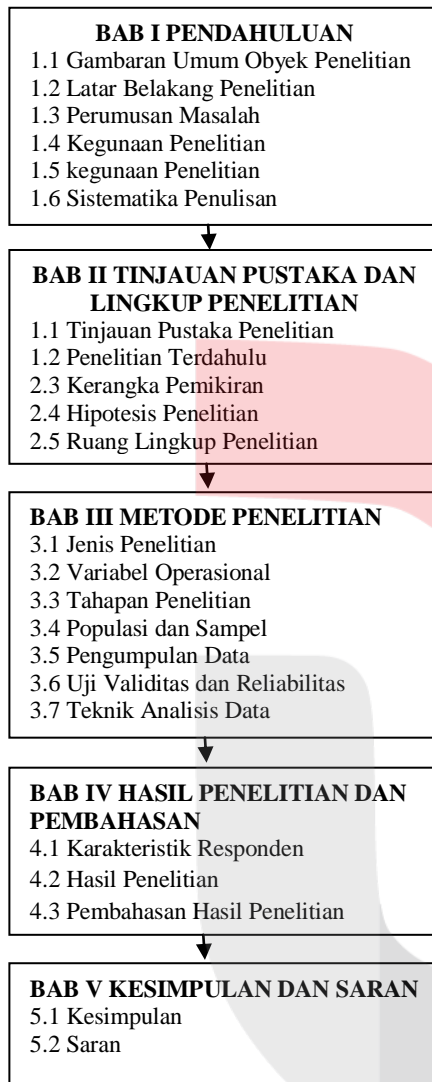 BAB I PENDAHULUAN
1.1 Gambaran Umum Obyek Penelitian
1.2 Latar Belakang Penelitian
1.3 Perumusan Masalah
1.4 Kegunaan Penelitian
1.5 kegunaan Penelitian
1.6 Sistematika Penulisan
BAB II TINJAUAN PUSTAKA DAN
LINGKUP PENELITIAN
1.1 Tinjauan Pustaka Penelitian
1.2 Penelitian Terdahulu
2.3 Kerangka Pemikiran
2.4 Hipotesis Penelitian
2.5 Ruang Lingkup Penelitian
BAB III METODE PENELITIAN
3.1 Jenis Penelitian
3.2 Variabel Operasional
3.3 Tahapan Penelitian
3.4 Populasi dan Sampel
3.5 Pengumpulan Data
3.6 Uji Validitas dan Reliabilitas
3.7 Teknik Analisis Data
BAB IV HASIL PENELITIAN DAN
PEMBAHASAN
4.1 Karakteristik Responden
4.2 Hasil Penelitian
4.3 Pembahasan Hasil Penelitian
BAB V KESIMPULAN DAN SARAN
5.1 Kesimpulan
5.2 Saran